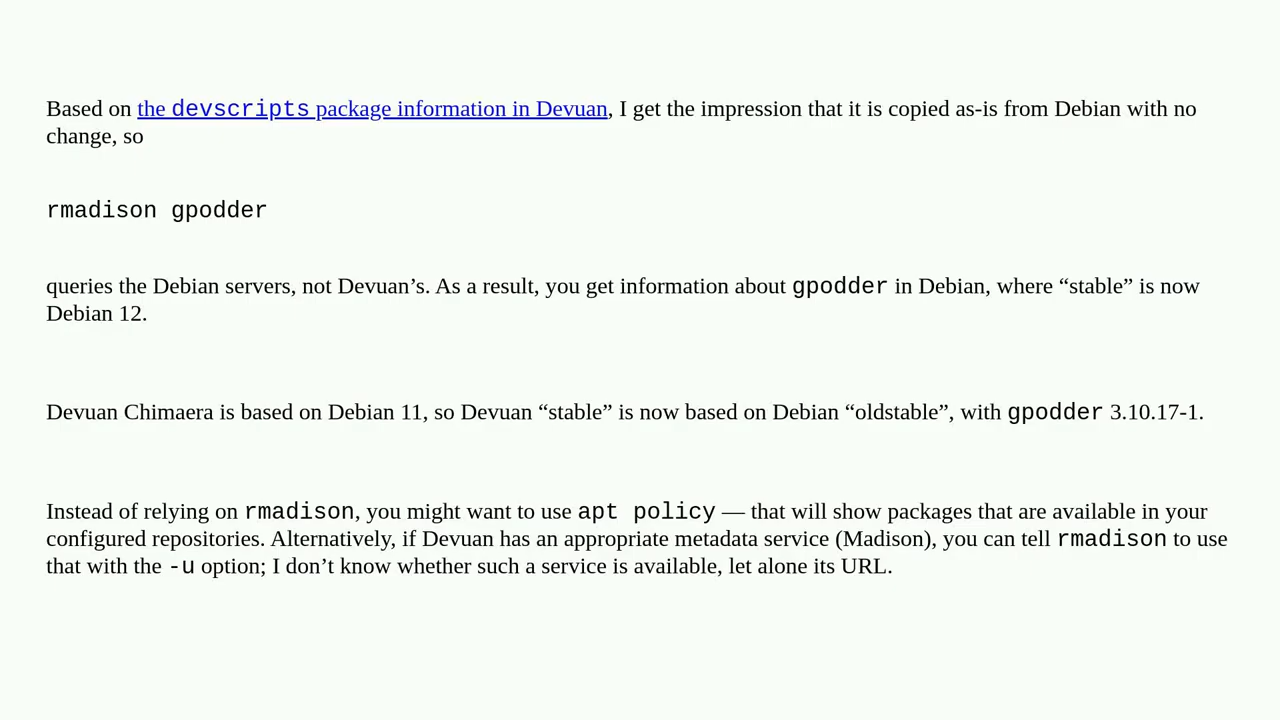 Based on the devscripts package information in Devuan, I get the impression that it is copied as-is from Debian with no
change, so
rmadison gpodder
queries the Debian servers, not Devuan’s. As a result, you get information about gpodder in Debian, where “stable” is now
Debian 12.
Devuan Chimaera is based on Debian 11, so Devuan “stable” is now based on Debian “oldstable”, with gpodder 3.10.17-1.
Instead of relying on rmadison, you might want to use apt policy — that will show packages that are available in your
configured repositories. Alternatively, if Devuan has an appropriate metadata service (Madison), you can tell rmadison to use
that with the -u option; I don’t know whether such a service is available, let alone its URL.